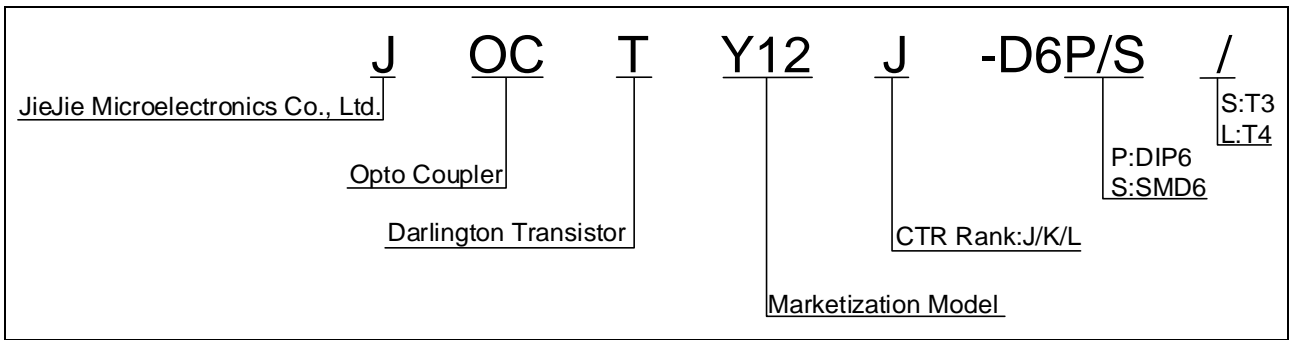 J OC T Y12 J -D6P/S /
JieJie Microelectronics Co., Ltd.
S:T3
L:T4
Opto Coupler
P:DIP6
S:SMD6
Darlington Transistor
CTR Rank:J/K/L
Marketization Model